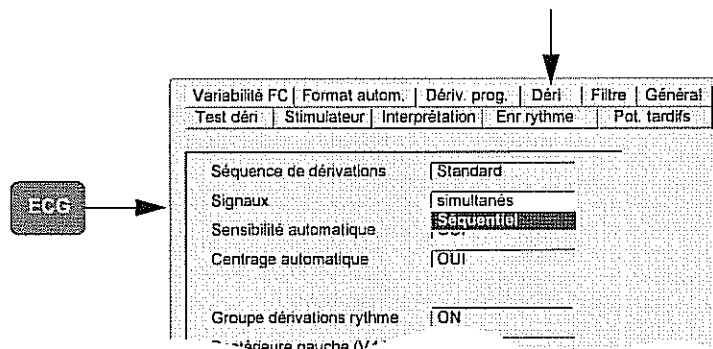 Variabilité FC | Format autom. | Dériv. prog. | Déri | Filtre | Général
Test déri | Stimulateur | Interprétation | Enr rythme | Pot. tardifs
Séquence de dérivations Standard
ECG
Signaux simultanés
Séquentiel
Sensibilité automatique
Centrage automatique OUI
Groupe dérivations rythme ON
gauche